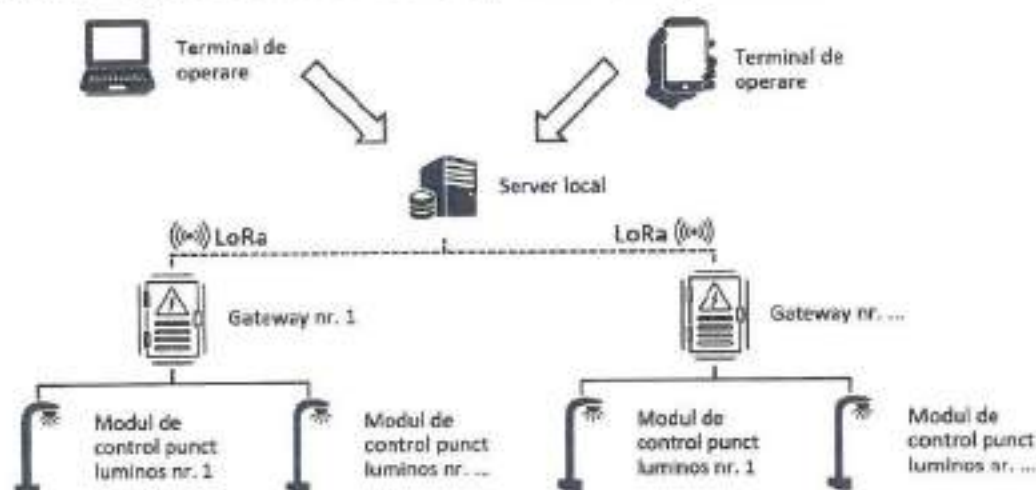 Terminal de
operare
Terminal de
operare
Server local
LoRa
LoRa
Gateway nr. 1
Gateway nr. ...
Modul de
control punct
luminos nr. 1
Modul de
control punct
luminos nr. ...
Modul de
control punct
luminos nr. 1
Modul de
control punct
luminos nr. ...